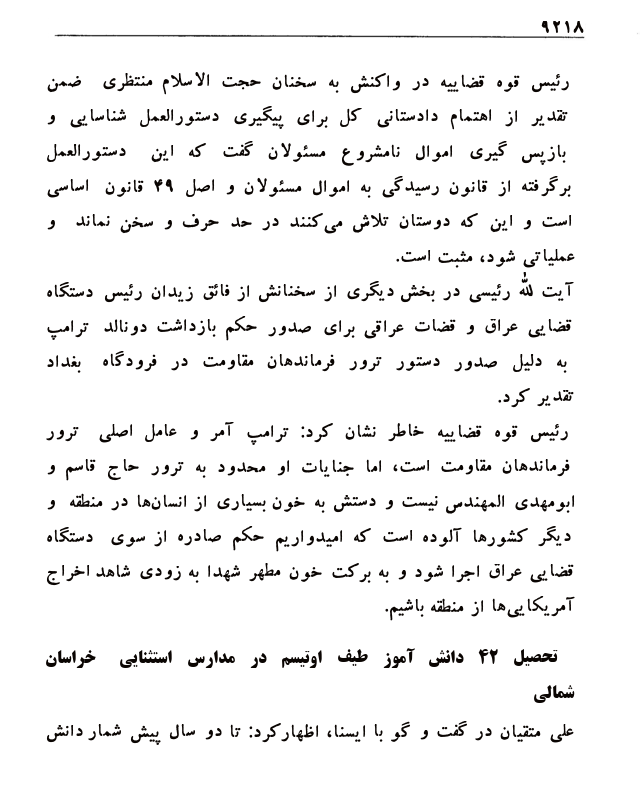 ۹۲۱۸
رئیس قوه قضاییه در واکنش به سخنان حجت الاسلام منتظری ضمن
تقدیر از اهتمام دادستانی کل برای پیگیری دستورالعمل شناسایی و
بازپس گیری اموال نامشروع مسئولان گفت که این دستورالعمل
برگرفته از قانون رسیدگی به اموال مسئولان و اصل ۴۹ قانون اساسی
است و این که دوستان تلاش می‌کنند در حد حرف و سخن نماند و
عملیاتی شود، مثبت است.
آیت الله رئیسی در بخش دیگری از سخنانش از فائق زیدان رئیس دستگاه
قضایی عراق و قضات عراقی برای صدور حکم بازداشت دونالد ترامپ
به دلیل صدور دستور ترور فرماندهان مقاومت در فرودگاه بغداد
تقدیر کرد.
رئیس قوه قضاییه خاطر نشان کرد: ترامپ آمر و عامل اصلی ترور
فرماندهان مقاومت است، اما جنایات او محدود به ترور حاج قاسم و
ابومهدی المهندس نیست و دستش به خون بسیاری از انسان‌ها در منطقه و
دیگر کشورها آلوده است که امیدواریم حکم صادره از سوی دستگاه
قضایی عراق اجرا شود و به برکت خون مطهر شهدا به زودی شاهد اخراج
آمریکایی‌ها از منطقه باشیم.
تحصیل ۴۲ دانش آموز طیف اوتیسم در مدارس استثنایی خراسان
شمالی
علی متقیان در گفت و گو با ایسنا، اظهارکرد: تا دو سال پیش شمار دانش